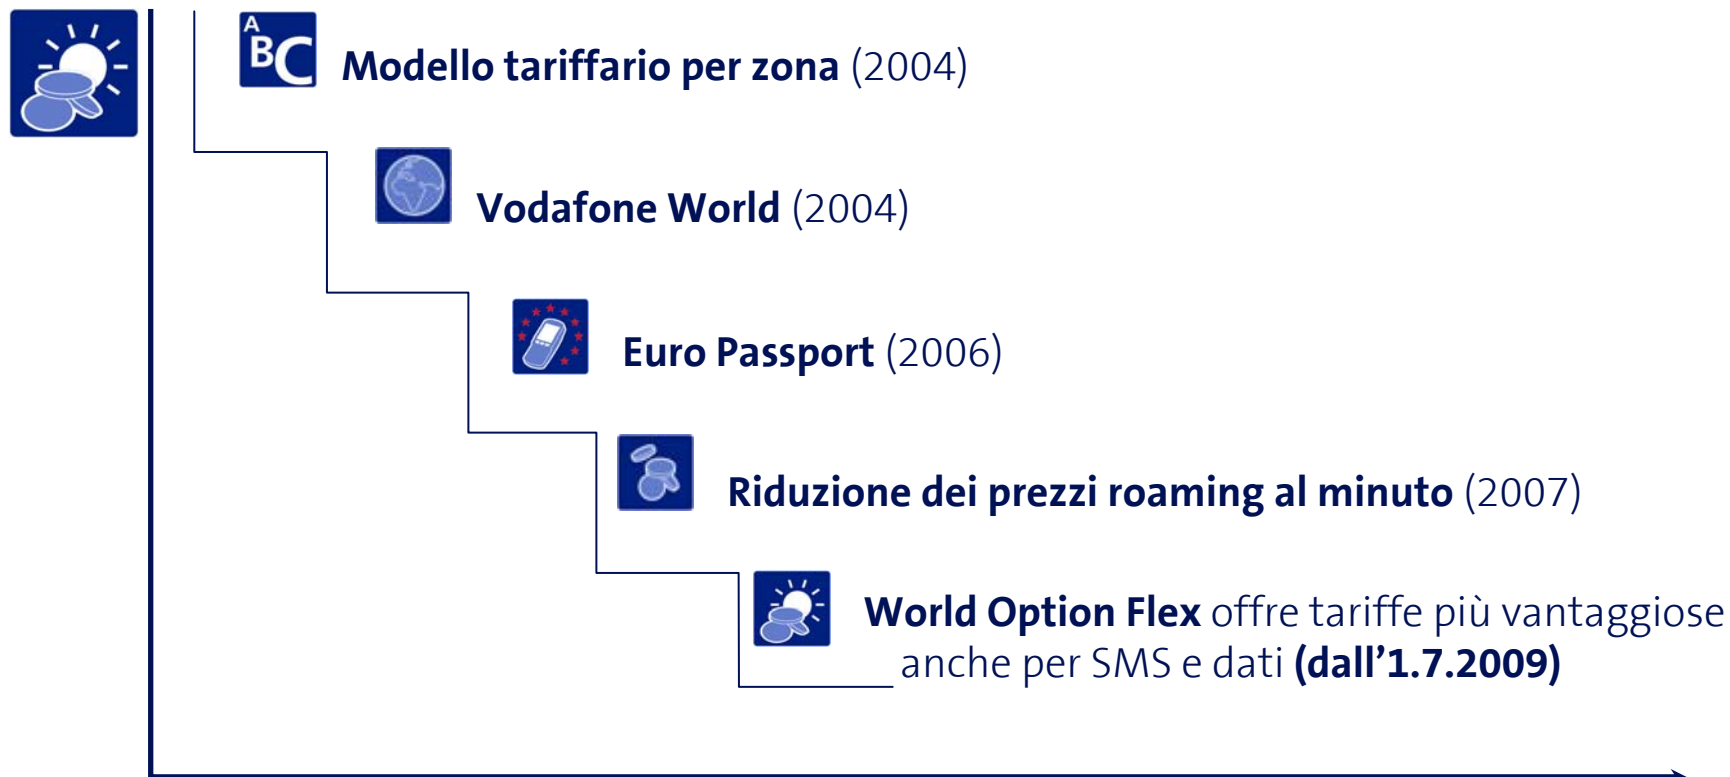 A
BC
Modello tariffario per zona (2004)
Vodafone World (2004)
Euro Passport (2006)
Riduzione dei prezzi roaming al minuto (2007)
World Option Flex offre tariffe più vantaggiose
anche per SMS e dati (dall’1.7.2009)